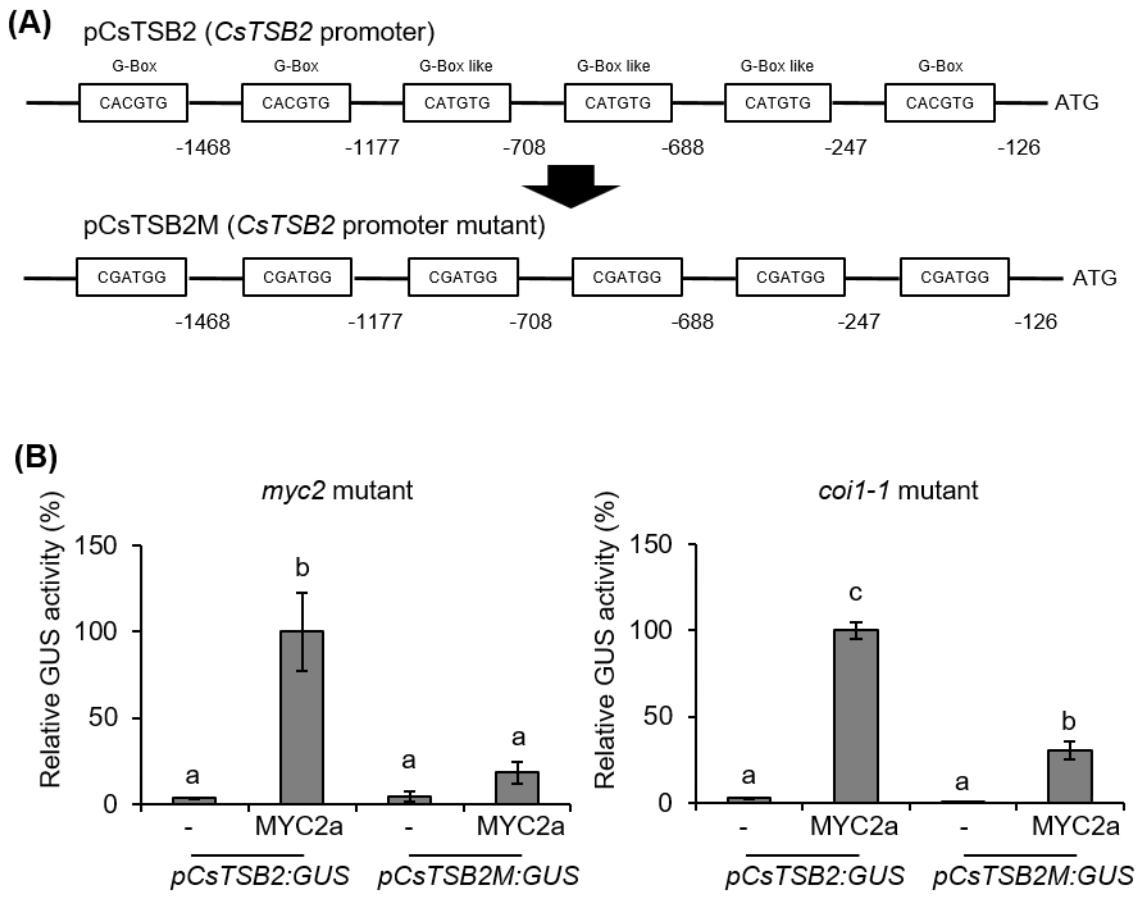 (A)
pCsTSB2 (CsTSB2 promoter)
G-Box G-Box G-Box like G-Box like G-Box like G-Box
CACGTG CACGTG CATGTG CATGTG CATGTG CACGTG ATG
-1468 -1177 -708 -688 -247 -126
pCsTSB2M (CsTSB2 promoter mutant)
CGATGG CGATGG CGATGG CGATGG CGATGG CGATGG ATG
-1468 -1177 -708 -688 -247 -126
(B)
myc2 mutant
Relative GUS activity (%)
150
100
50
0
a b a a
- MYC2a - MYC2a
pCsTSB2:GUS pCsTSB2M:GUS
coi1-1 mutant
Relative GUS activity (%)
150
100
50
0
a c a b
- MYC2a - MYC2a
pCsTSB2:GUS pCsTSB2M:GUS